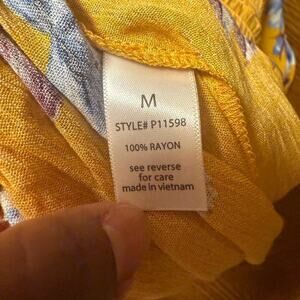 M
STYLE# P11598
100% RAYON
see reverse
for care
made in vietnam